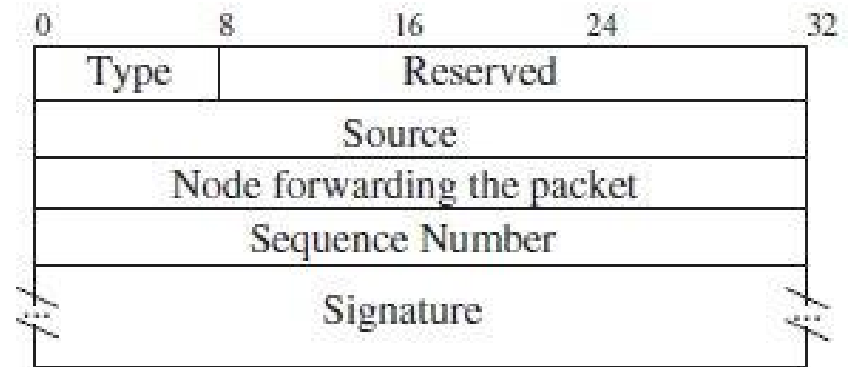 0 8 16 24 32
Type Reserved
Source
Node forwarding the packet
Sequence Number
... Signature ...